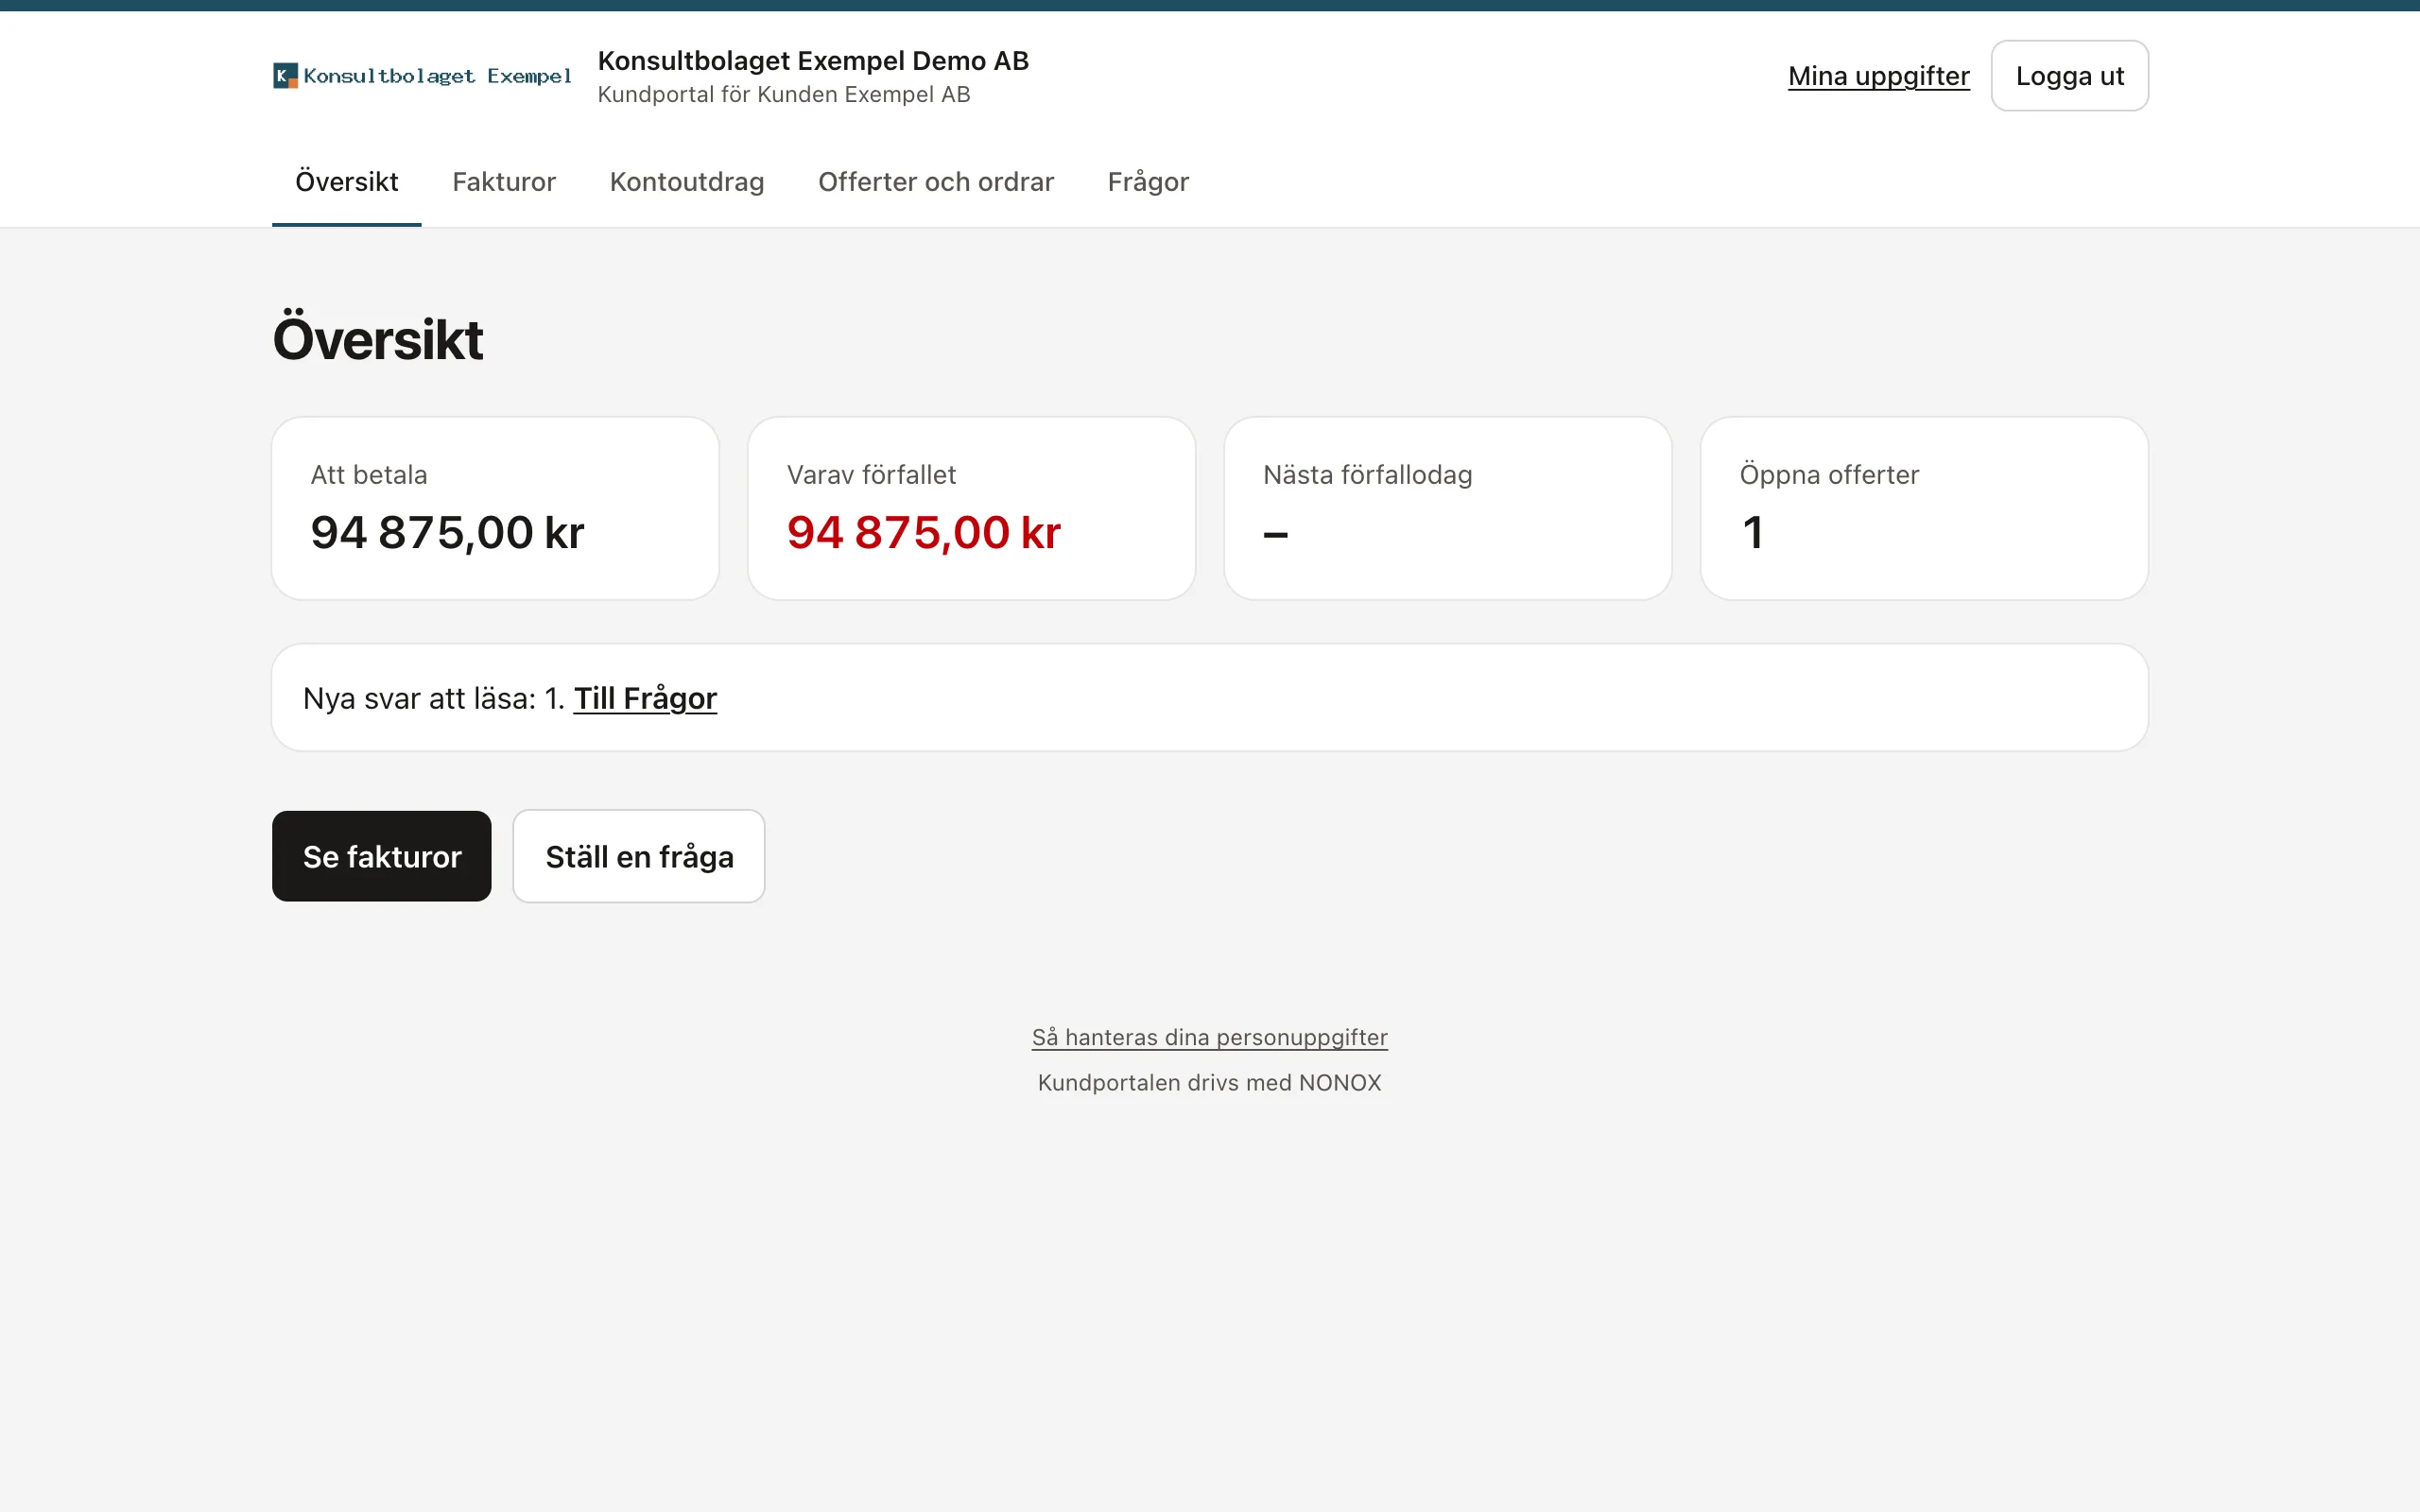 K Konsultbolaget Exempel
Konsultbolaget Exempel Demo AB
Kundportal för Kunden Exempel AB
Mina uppgifter
Logga ut
Översikt
Fakturor
Kontoutdrag
Offerter och ordrar
Frågor
Översikt
Att betala
94 875,00 kr
Varav förfallet
94 875,00 kr
Nästa förfallodag
–
Öppna offerter
1
Nya svar att läsa: 1. Till Frågor
Se fakturor
Ställ en fråga
Så hanteras dina personuppgifter
Kundportalen drivs med NONOX